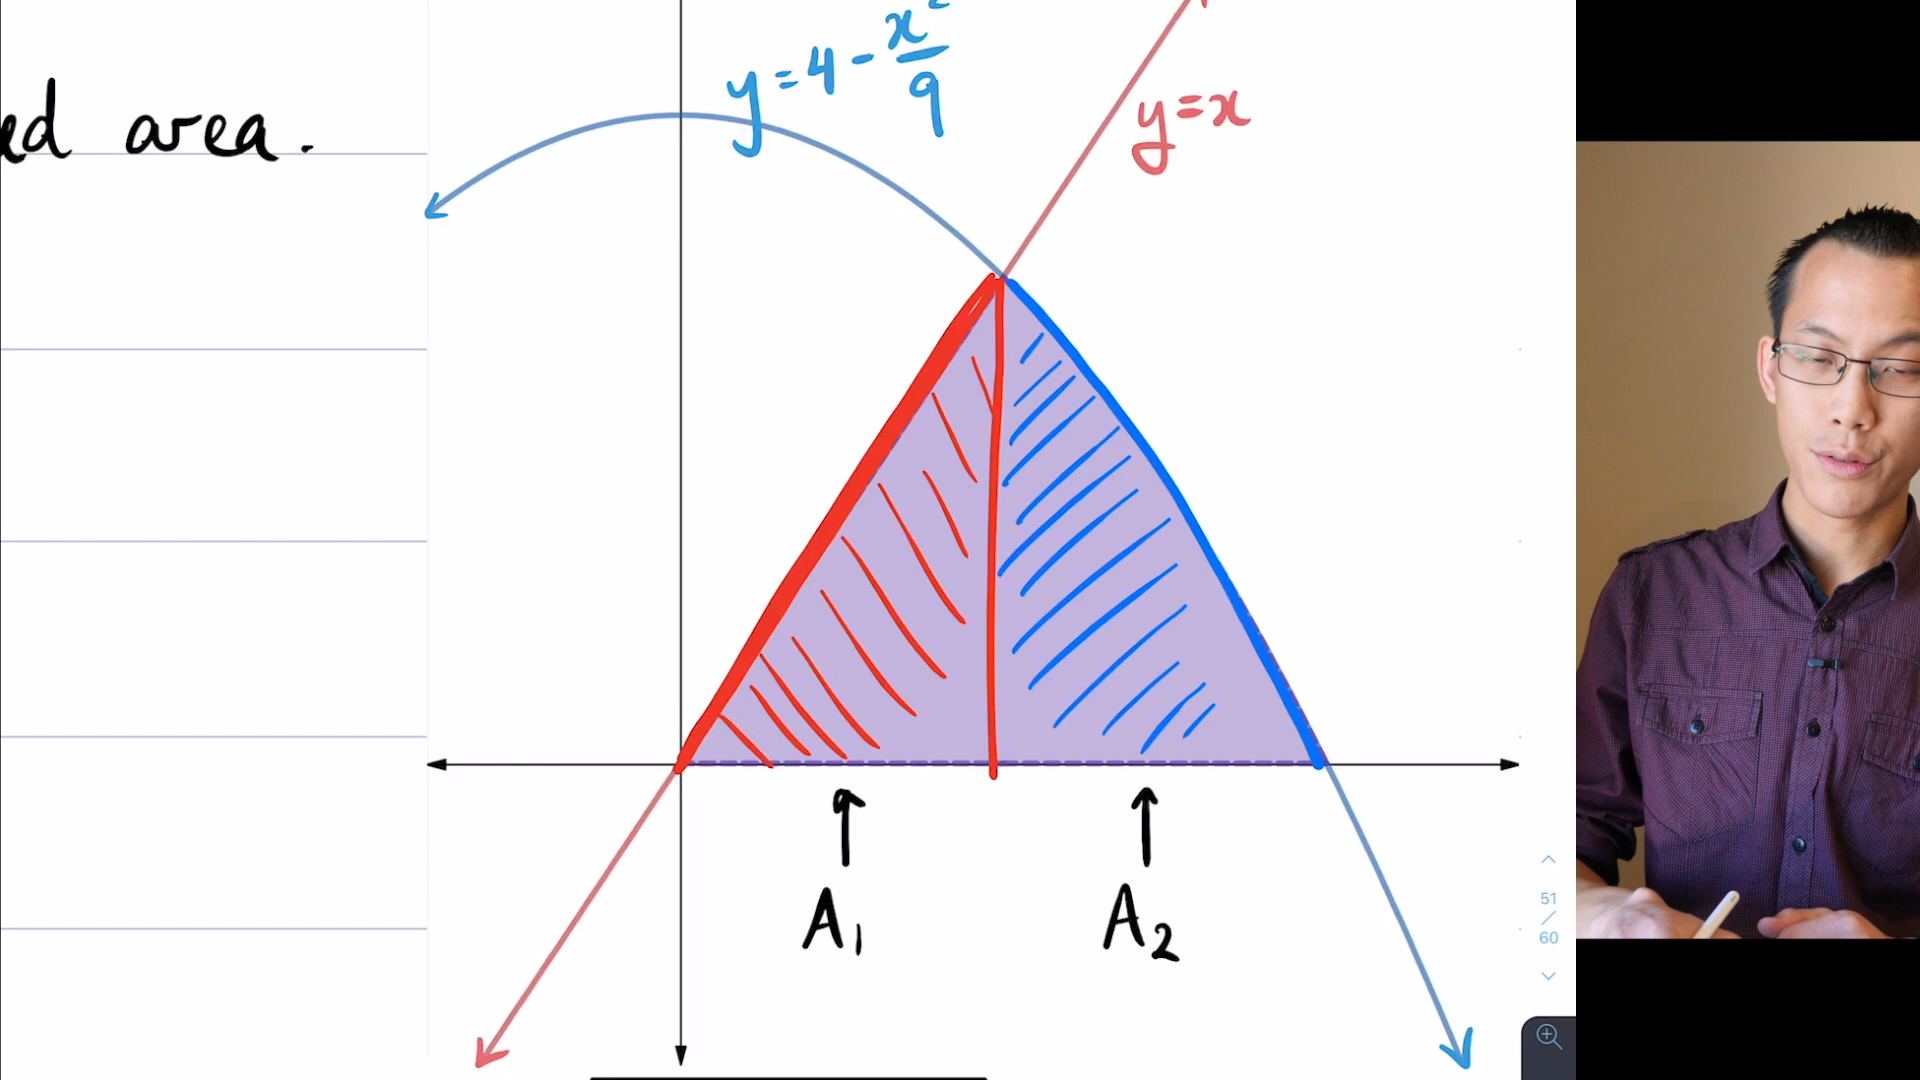 ed area.
y=4-x²/9
y=x
A₁
A₂
51
/
60